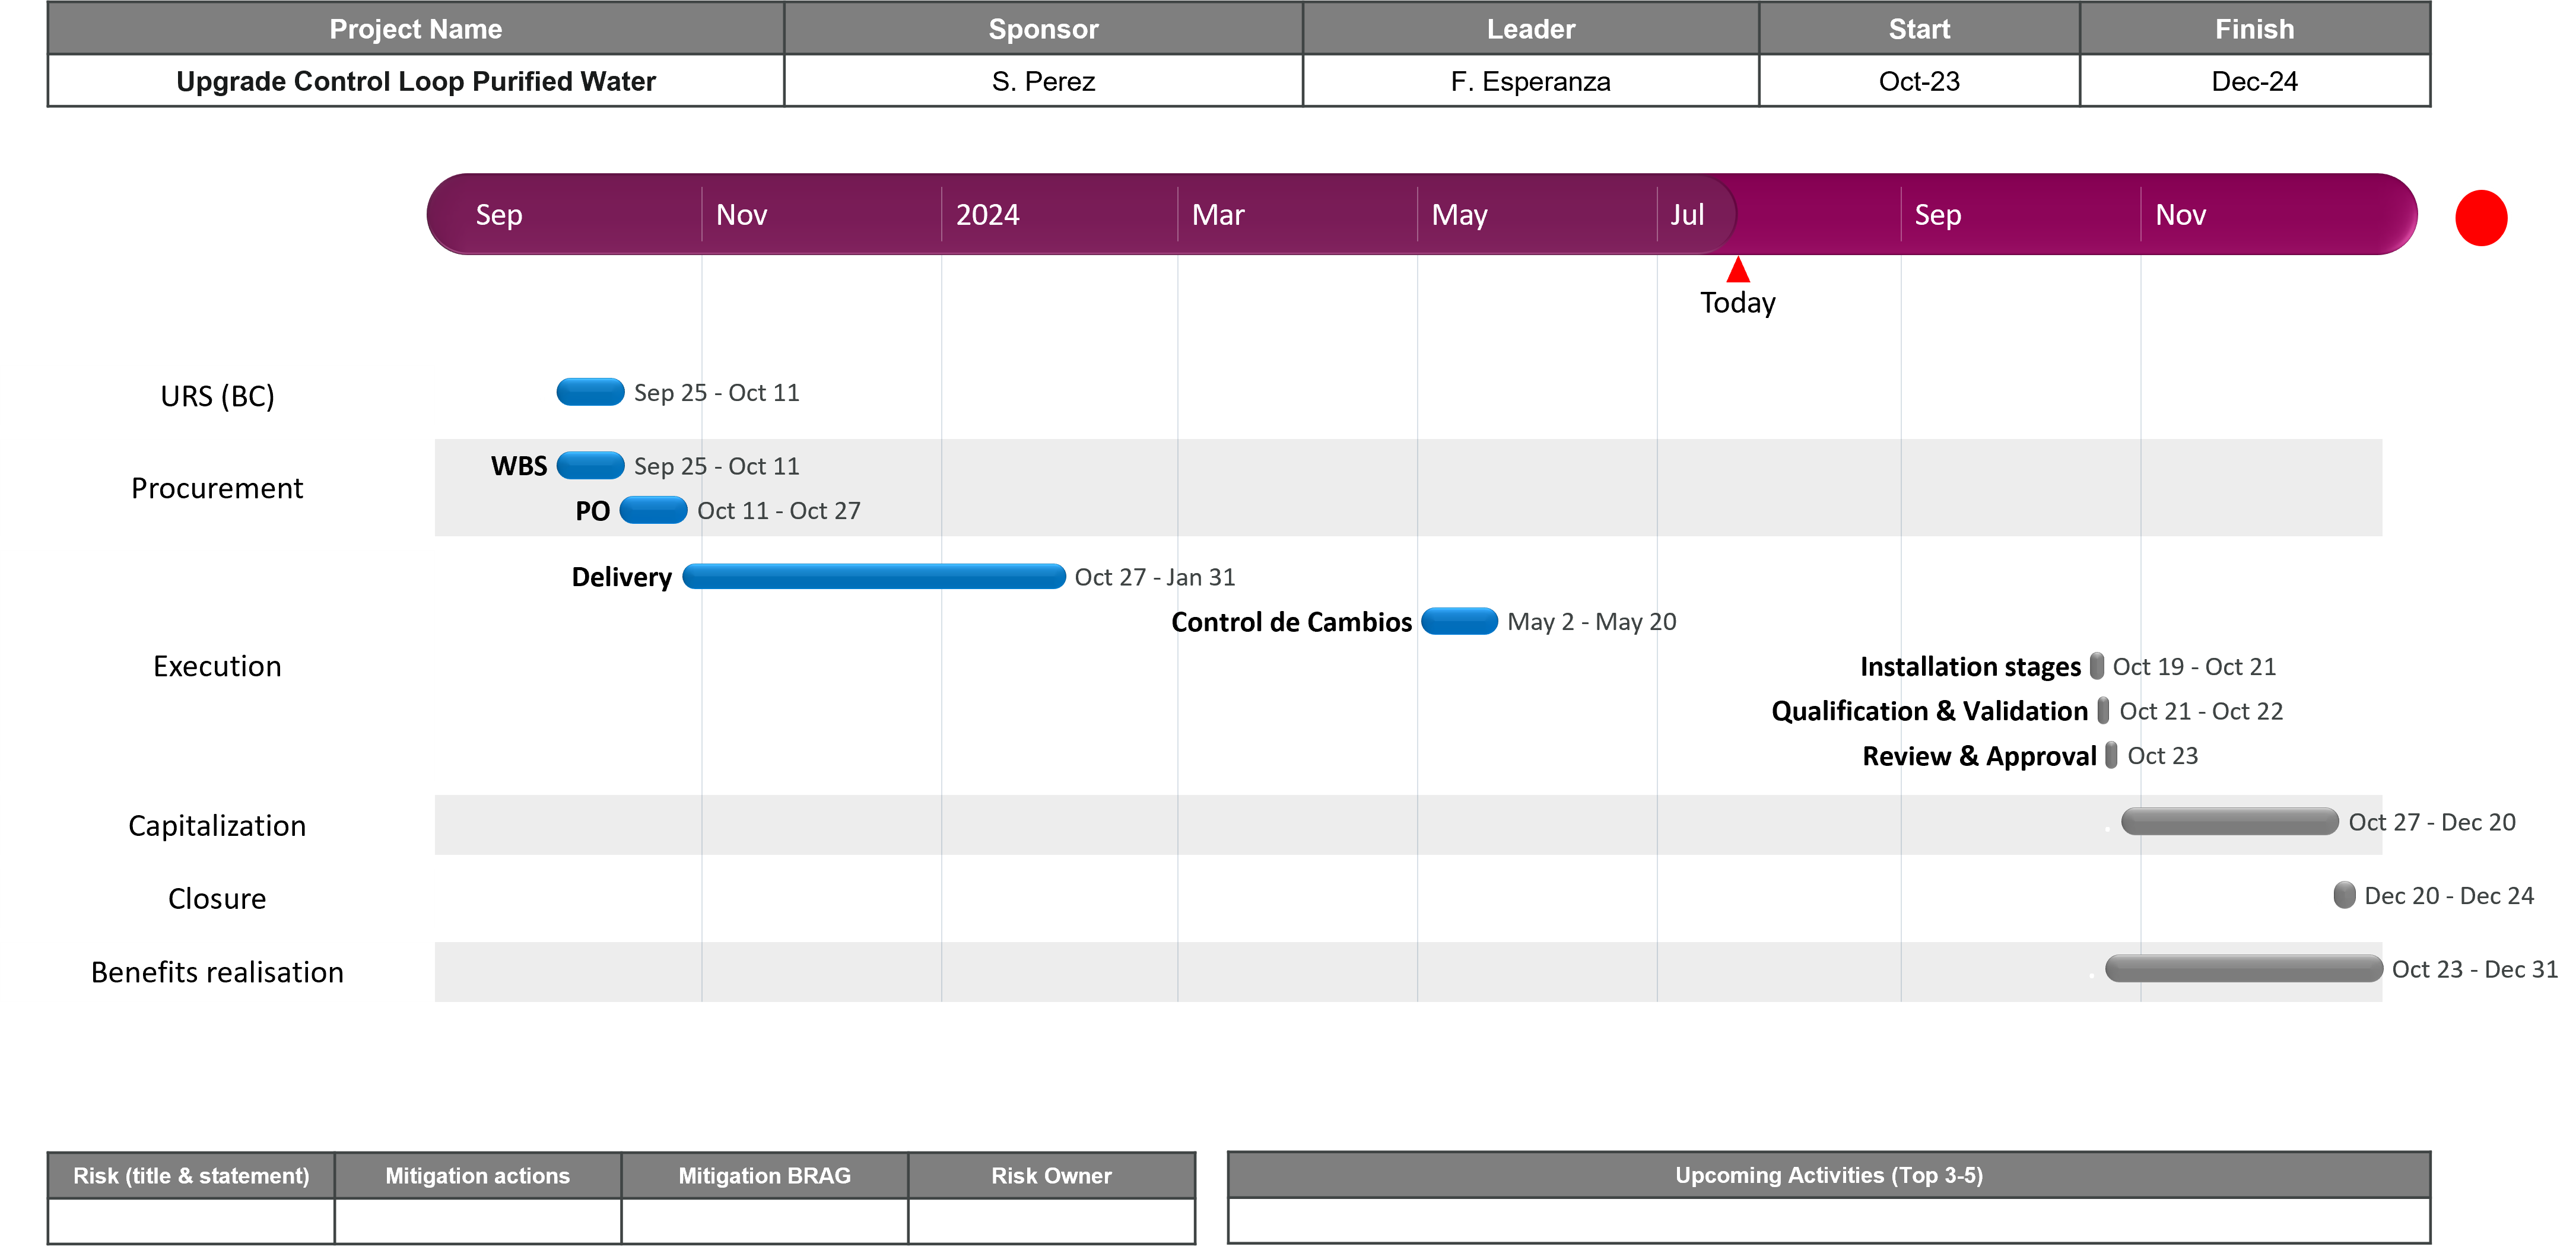 Project Name Sponsor Leader Start Finish
Upgrade Control Loop Purified Water S. Perez F. Esperanza Oct-23 Dec-24
Sep Nov 2024 Mar May Jul Sep Nov
Today
URS (BC) Sep 25 - Oct 11
Procurement
WBS Sep 25 - Oct 11
PO Oct 11 - Oct 27
Delivery Oct 27 - Jan 31
Control de Cambios May 2 - May 20
Execution
Installation stages Oct 19 - Oct 21
Qualification & Validation Oct 21 - Oct 22
Review & Approval Oct 23
Capitalization Oct 27 - Dec 20
Closure Dec 20 - Dec 24
Benefits realisation Oct 23 - Dec 31
Risk (title & statement) Mitigation actions Mitigation BRAG Risk Owner
Upcoming Activities (Top 3-5)